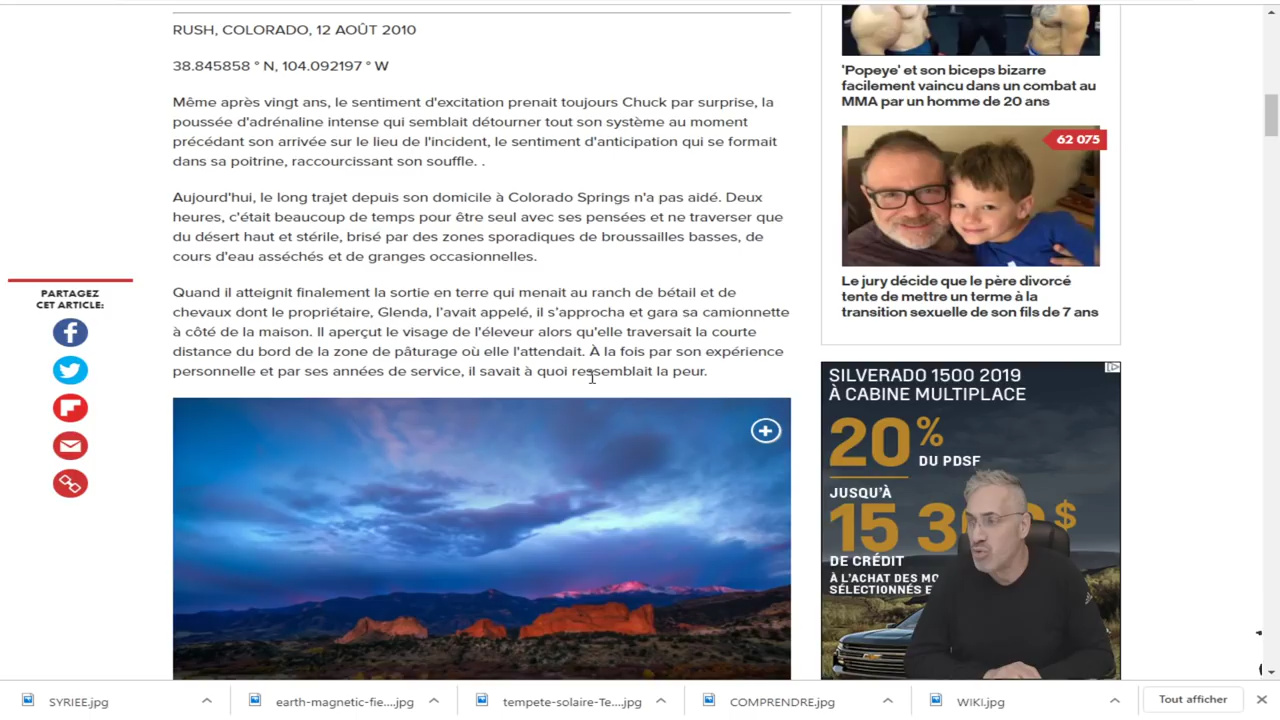 RUSH, COLORADO, 12 AOÛT 2010
38.845858 ° N, 104.092197 ° W
Même après vingt ans, le sentiment d'excitation prenait toujours Chuck par surprise, la
poussée d'adrénaline intense qui semblait détourner tout son système au moment
précédant son arrivée sur le lieu de l'incident, le sentiment d'anticipation qui se formait
dans sa poitrine, raccourcissant son souffle. .
Aujourd'hui, le long trajet depuis son domicile à Colorado Springs n'a pas aidé. Deux
heures, c'était beaucoup de temps pour être seul avec ses pensées et ne traverser que
du désert haut et stérile, brisé par des zones sporadiques de broussailles basses, de
cours d'eau asséchés et de granges occasionnelles.
Quand il atteignit finalement la sortie en terre qui menait au ranch de bétail et de
chevaux dont le propriétaire, Glenda, l'avait appelé, il s'approcha et gara sa camionnette
à côté de la maison. Il aperçut le visage de l'éleveur alors qu'elle traversait la courte
distance du bord de la zone de pâturage où elle l'attendait. À la fois par son expérience
personnelle et par ses années de service, il savait à quoi ressemblait la peur.
PARTAGEZ
CET ARTICLE:
'Popeye' et son biceps bizarre
facilement vaincu dans un combat au
MMA par un homme de 20 ans
62 075
Le jury décide que le père divorcé
tente de mettre un terme à la
transition sexuelle de son fils de 7 ans
SILVERADO 1500 2019
À CABINE MULTIPLACE
20%
DU PDSF
JUSQU'À
15 3 $
DE CRÉDIT
À L'ACHAT DES
SÉLECTIONNÉS
SYRIEE.jpg
earth-magnetic-fie....jpg
tempete-solaire-Te....jpg
COMPRENDRE.jpg
WIKI.jpg
Tout afficher